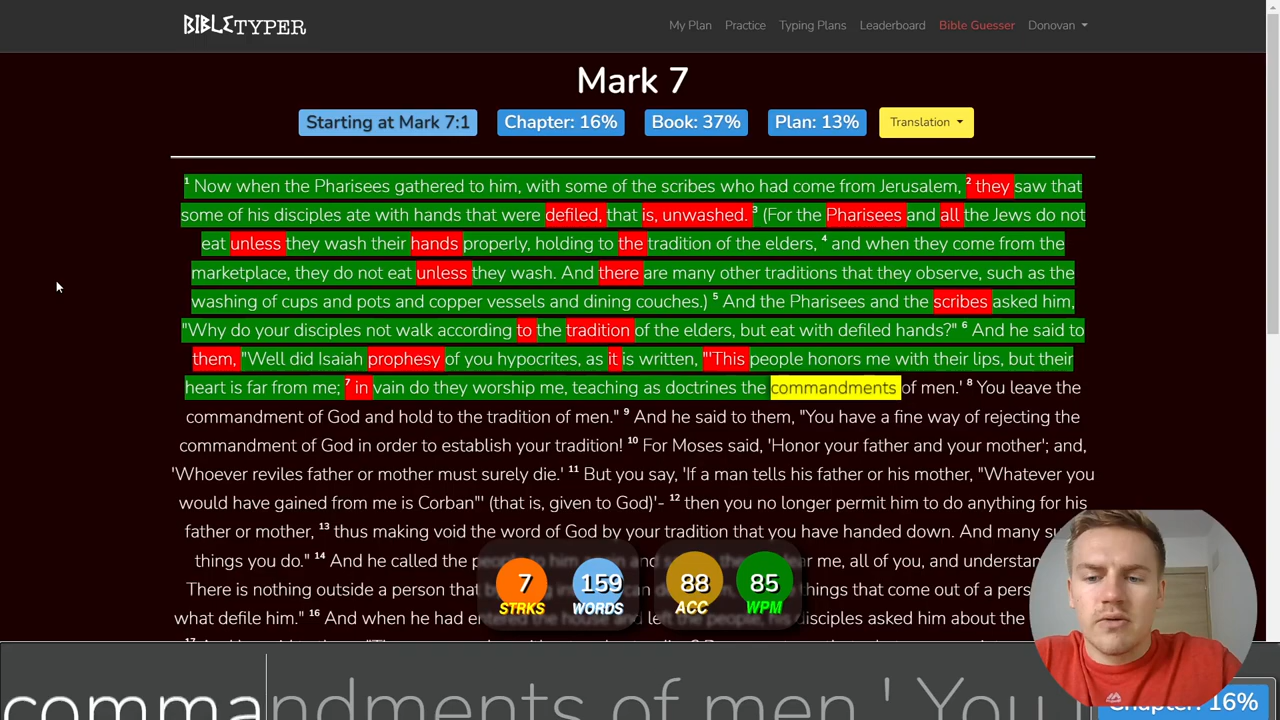 BIBLETYPER
My Plan Practice Typing Plans Leaderboard Bible Guesser Donovan
Mark 7
Starting at Mark 7:1 Chapter: 16% Book: 37% Plan: 13% Translation
1 Now when the Pharisees gathered to him, with some of the scribes who had come from Jerusalem, 2 they saw that
some of his disciples ate with hands that were defiled, that is, unwashed. 3 (For the Pharisees and all the Jews do not
eat unless they wash their hands properly, holding to the tradition of the elders, 4 and when they come from the
marketplace, they do not eat unless they wash. And there are many other traditions that they observe, such as the
washing of cups and pots and copper vessels and dining couches.) 5 And the Pharisees and the scribes asked him,
"Why do your disciples not walk according to the tradition of the elders, but eat with defiled hands?" 6 And he said to
them, "Well did Isaiah prophesy of you hypocrites, as it is written, "'This people honors me with their lips, but their
heart is far from me; 7 in vain do they worship me, teaching as doctrines the commandments of men.' 8 You leave the
commandment of God and hold to the tradition of men." 9 And he said to them, "You have a fine way of rejecting the
commandment of God in order to establish your tradition! 10 For Moses said, 'Honor your father and your mother'; and,
'Whoever reviles father or mother must surely die.' 11 But you say, 'If a man tells his father or his mother, "Whatever you
would have gained from me is Corban"' (that is, given to God)'- 12 then you no longer permit him to do anything for his
father or mother, 13 thus making void the word of God by your tradition that you have handed down. And many su
things you do." 14 And he called the people to him again and me, all of you, and understan
There is nothing outside a person that things that come out of a pers
what defile him." 16 And when he had entered the house and left the people, his disciples asked him about the
7 STRKS 159 WORDS 88 ACC 85 WPM
commandments of men.' You
Chapter: 16%